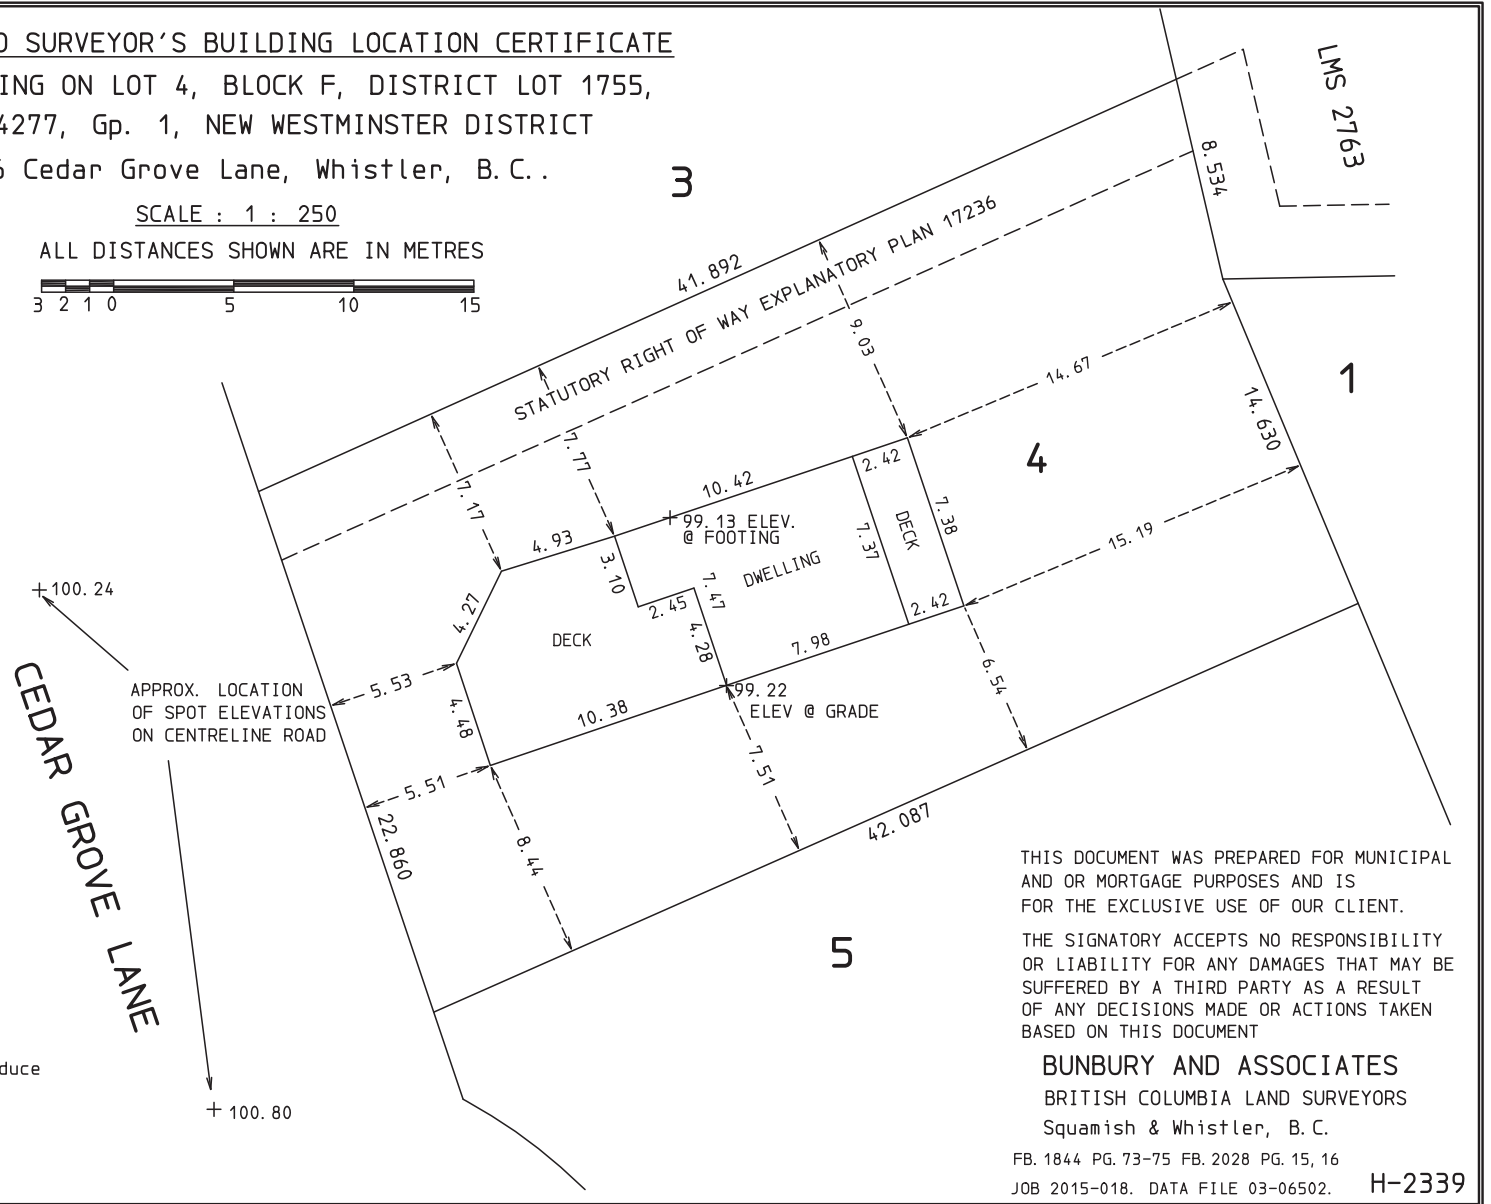 SURVEYOR'S BUILDING LOCATION CERTIFICATE
ING ON LOT 4, BLOCK F, DISTRICT LOT 1755,
4277, Gp. 1, NEW WESTMINSTER DISTRICT
Cedar Grove Lane, Whistler, B.C..
SCALE : 1 : 250
ALL DISTANCES SHOWN ARE IN METRES
3 2 1 0 5 10 15
3
LMS 2763
8.534
41.892
STATUTORY RIGHT OF WAY EXPLANATORY PLAN 17236
9.03
14.67
1
14.630
7.77
7.17
10.42
2.42
4
99.13 ELEV.
@ FOOTING
4.93
3.10
DWELLING
7.37
DECK
7.38
15.19
100.24
4.27
2.45
7.47
4.28
DECK
7.98
2.42
6.54
5.53
4.48
10.38
99.22
ELEV @ GRADE
APPROX. LOCATION
OF SPOT ELEVATIONS
ON CENTRELINE ROAD
CEDAR GROVE LANE
5.51
22.860
8.44
7.51
42.087
5
duce
100.80
THIS DOCUMENT WAS PREPARED FOR MUNICIPAL
AND OR MORTGAGE PURPOSES AND IS
FOR THE EXCLUSIVE USE OF OUR CLIENT.
THE SIGNATORY ACCEPTS NO RESPONSIBILITY
OR LIABILITY FOR ANY DAMAGES THAT MAY BE
SUFFERED BY A THIRD PARTY AS A RESULT
OF ANY DECISIONS MADE OR ACTIONS TAKEN
BASED ON THIS DOCUMENT
BUNBURY AND ASSOCIATES
BRITISH COLUMBIA LAND SURVEYORS
Squamish & Whistler, B.C.
FB. 1844 PG. 73-75 FB. 2028 PG. 15, 16
JOB 2015-018. DATA FILE 03-06502.
H-2339